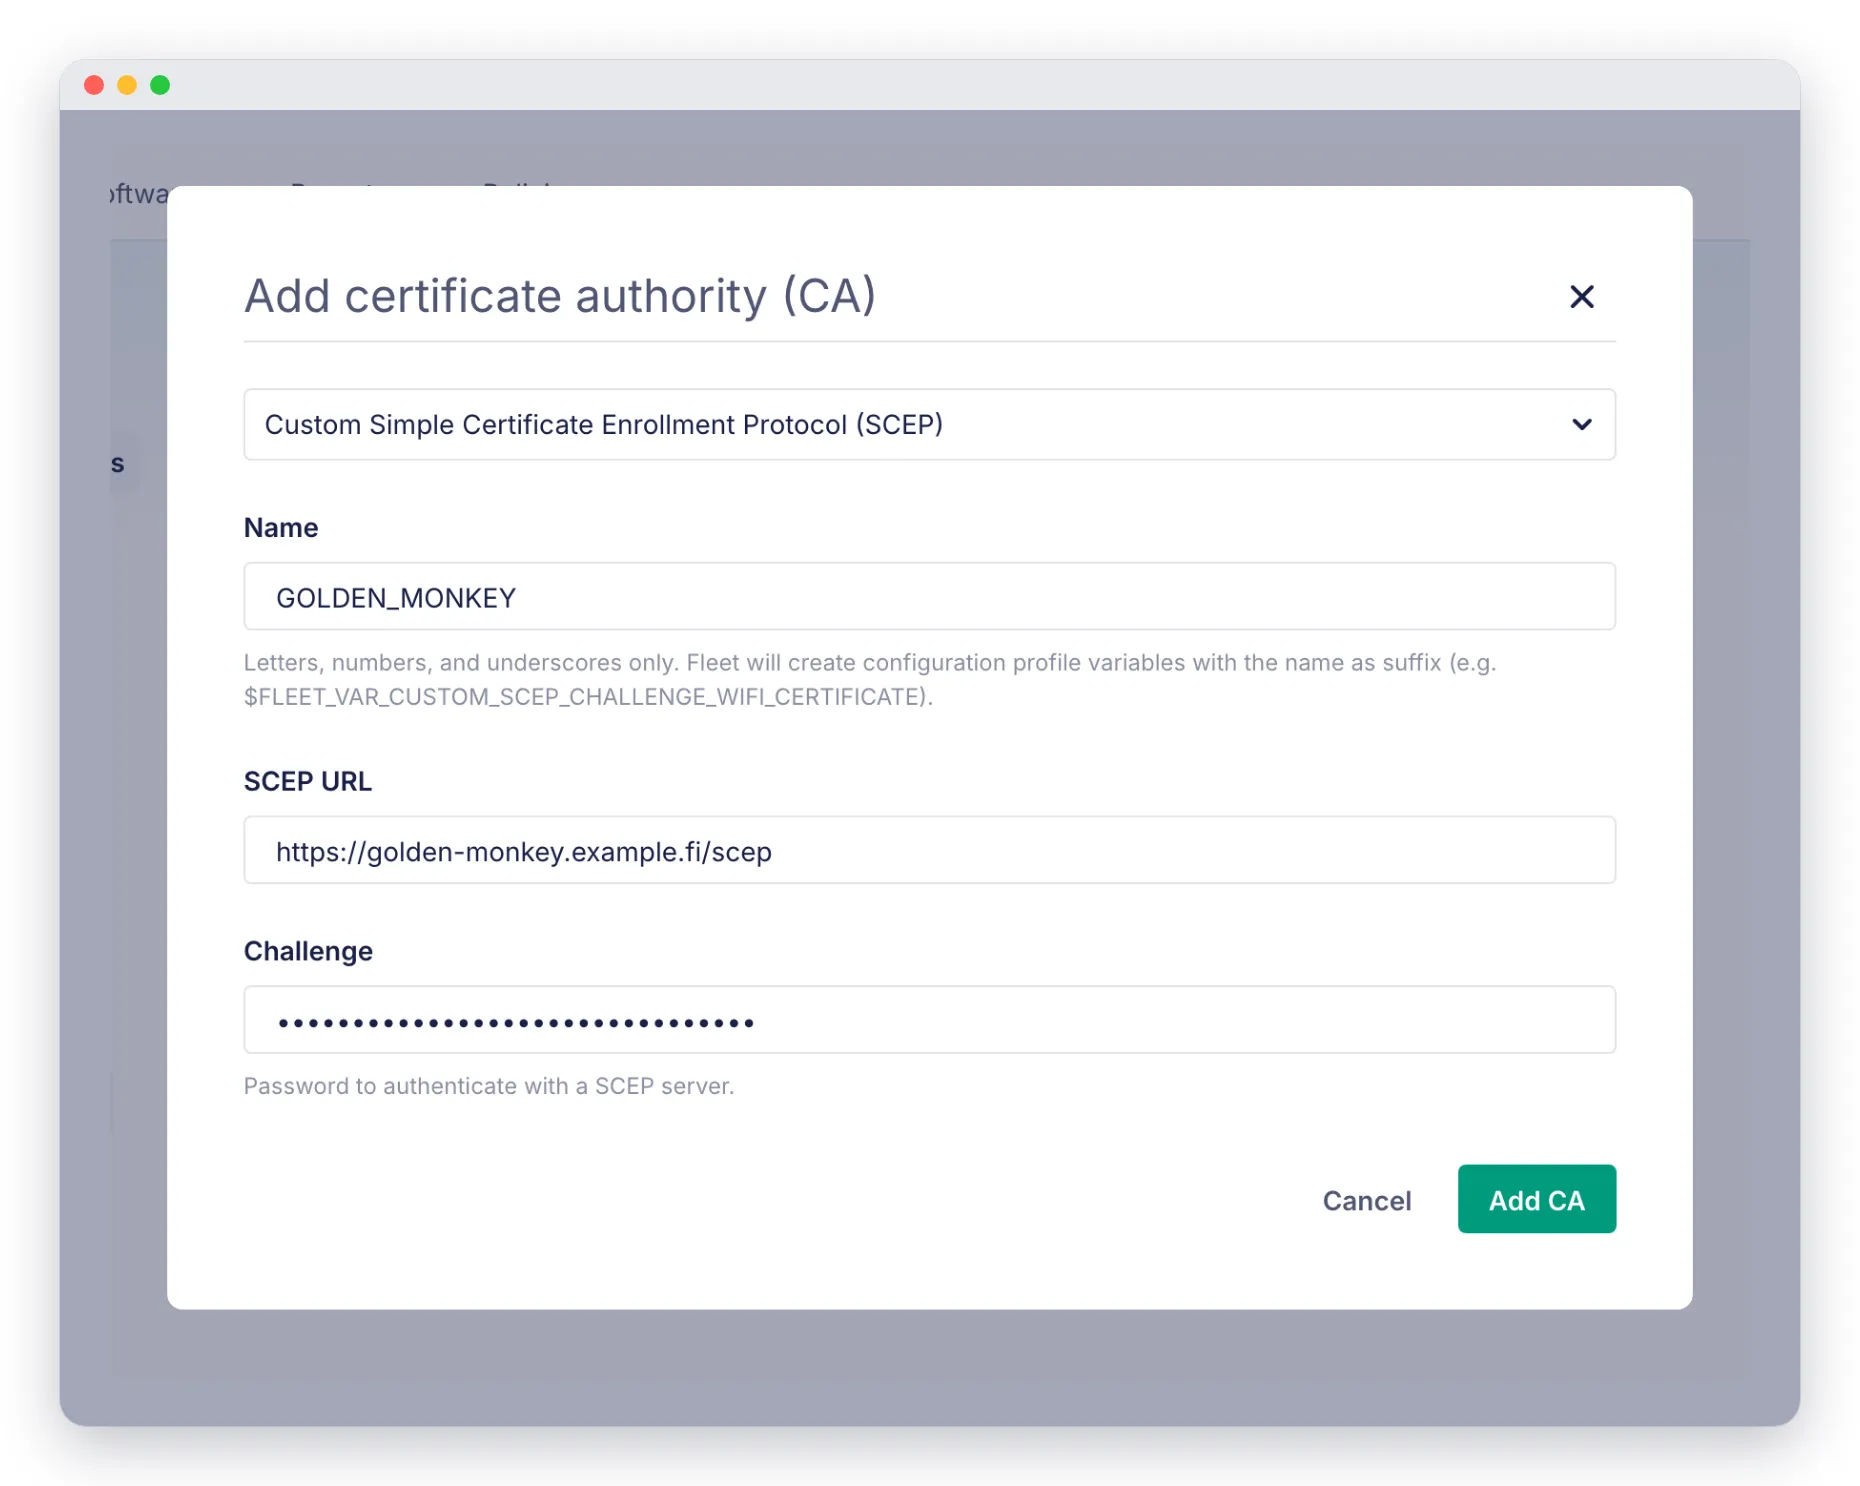 Add certificate authority (CA)
Custom Simple Certificate Enrollment Protocol (SCEP)
Name
GOLDEN_MONKEY
Letters, numbers, and underscores only. Fleet will create configuration profile variables with the name as suffix (e.g.
$FLEET_VAR_CUSTOM_SCEP_CHALLENGE_WIFI_CERTIFICATE).
SCEP URL
https://golden-monkey.example.fi/scep
Challenge
••••••••••••••••••••••••••••••••
Password to authenticate with a SCEP server.
Cancel
Add CA